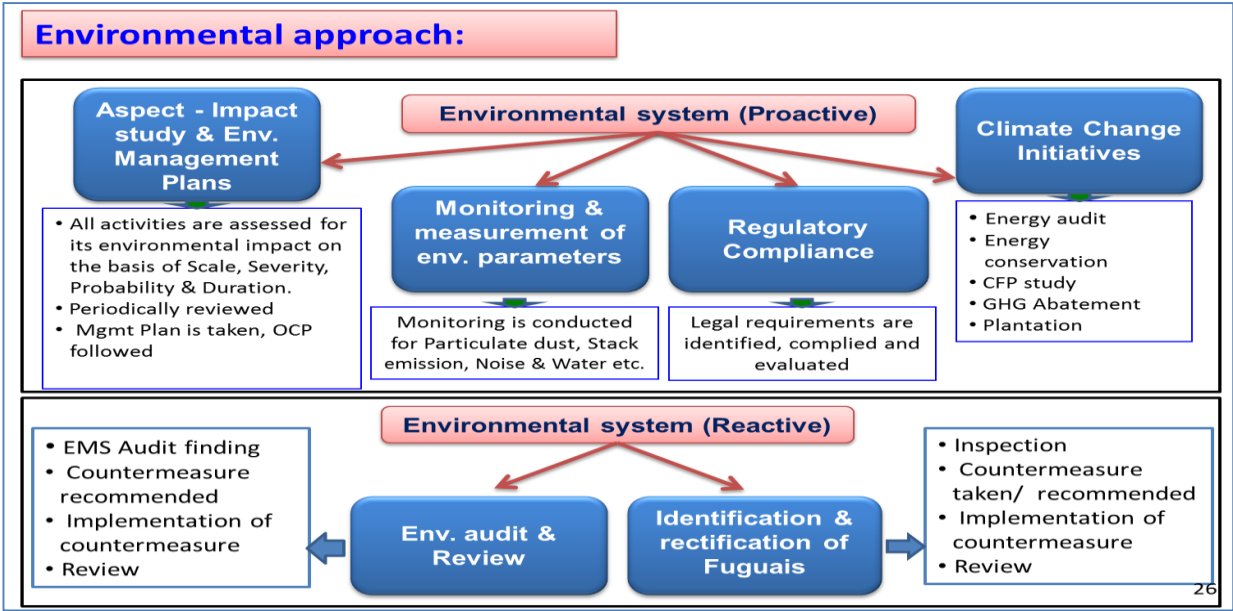 Environmental approach:
Environmental system (Proactive)
Aspect - Impact
study & Env.
Management
Plans
• All activities are assessed for
its environmental impact on
the basis of Scale, Severity,
Probability & Duration.
• Periodically reviewed
• Mgmt Plan is taken, OCP
followed
Monitoring &
measurement of
env. parameters
Monitoring is conducted
for Particulate dust, Stack
emission, Noise & Water etc.
Regulatory
Compliance
Legal requirements are
identified, complied and
evaluated
Climate Change
Initiatives
• Energy audit
• Energy
conservation
• CFP study
• GHG Abatement
• Plantation
Environmental system (Reactive)
• EMS Audit finding
• Countermeasure
recommended
• Implementation of
countermeasure
• Review
Env. audit &
Review
Identification &
rectification of
Fuguais
• Inspection
• Countermeasure
taken/ recommended
• Implementation of
countermeasure
• Review
26